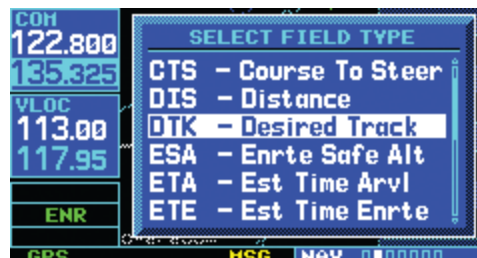 COM
122.800
135.325
VLOC
113.00
117.95
ENR
SELECT FIELD TYPE
CTS – Course To Steer
DIS – Distance
DTK – Desired Track
ESA – Enrte Safe Alt
ETA – Est Time Arvl
ETE – Est Time Enrte
GPS
MSG
NAV